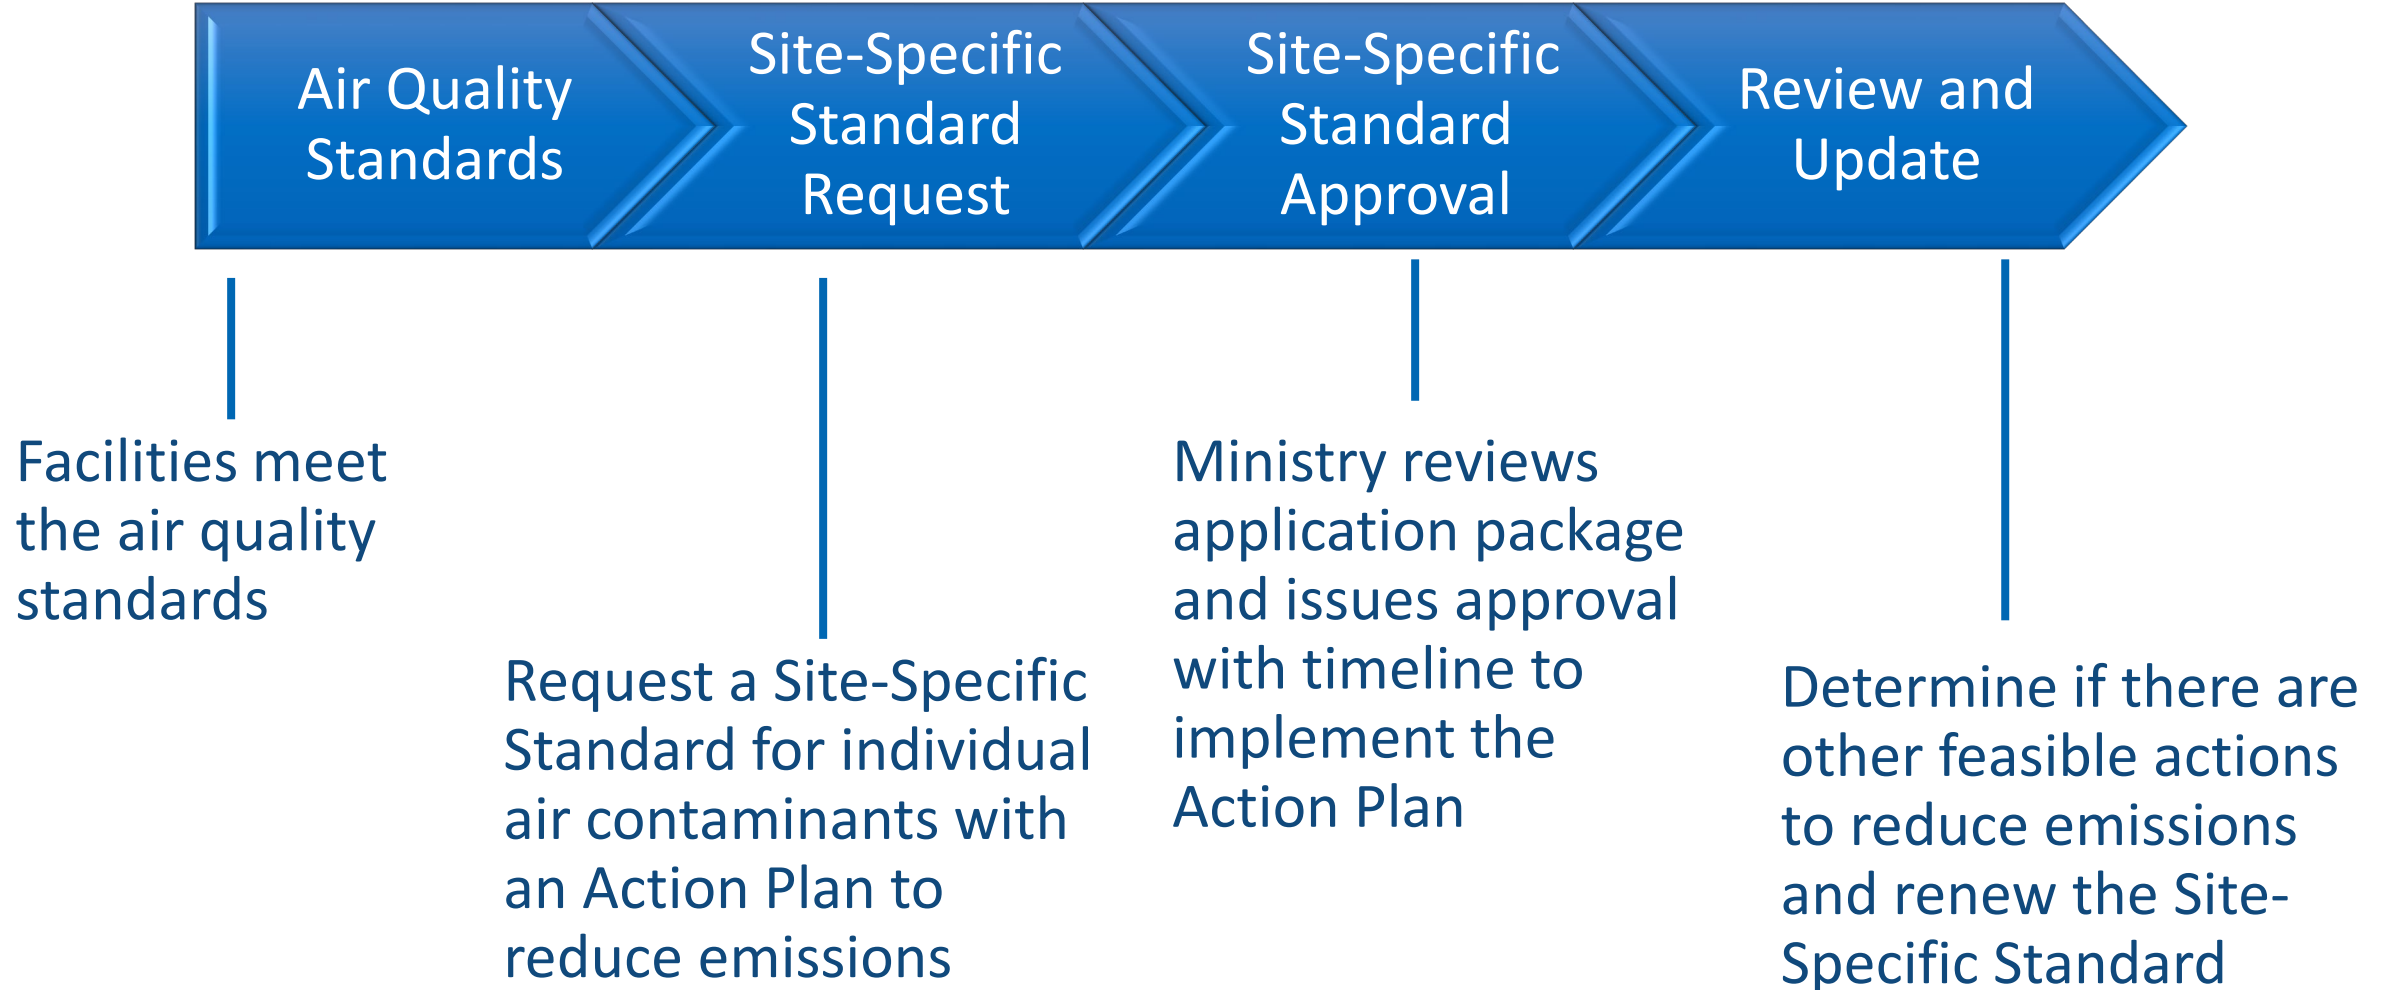 Air Quality
Standards
Site-Specific
Standard
Request
Site-Specific
Standard
Approval
Review and
Update
Facilities meet
the air quality
standards
Request a Site-Specific
Standard for individual
air contaminants with
an Action Plan to
reduce emissions
Ministry reviews
application package
and issues approval
with timeline to
implement the
Action Plan
Determine if there are
other feasible actions
to reduce emissions
and renew the Site-
Specific Standard